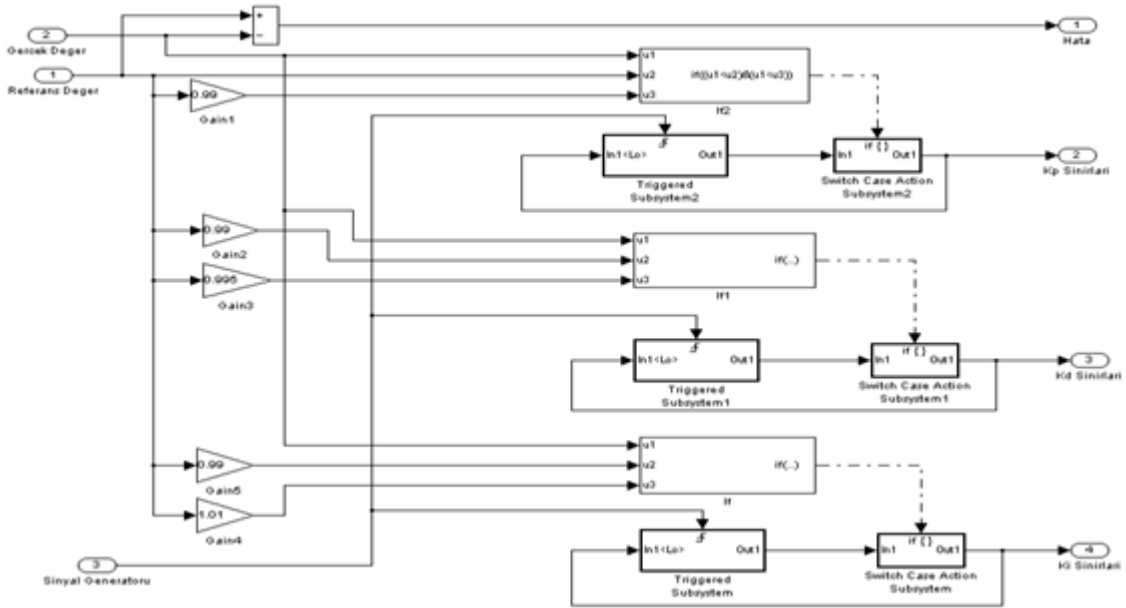 +
−
2
Gercek Deger
1
Referans Deger
1
Hata
u1
u2
u3
if((u1<u2)&(u1<u3))
If2
0.99
Gain1
In1<Lo>
Out1
Triggered
Subsystem2
if { }
In1
Out1
Switch Case Action
Subsystem2
2
Kp Sinirlari
0.99
Gain2
0.995
Gain3
u1
u2
u3
if(..)
If1
In1<Lo>
Out1
Triggered
Subsystem1
if { }
In1
Out1
Switch Case Action
Subsystem1
3
Kd Sinirlari
0.99
Gain5
1.01
Gain4
u1
u2
u3
if(..)
If
3
Sinyal Generatoru
In1<Lo>
Out1
Triggered
Subsystem
if { }
In1
Out1
Switch Case Action
Subsystem
4
Ki Sinirlari